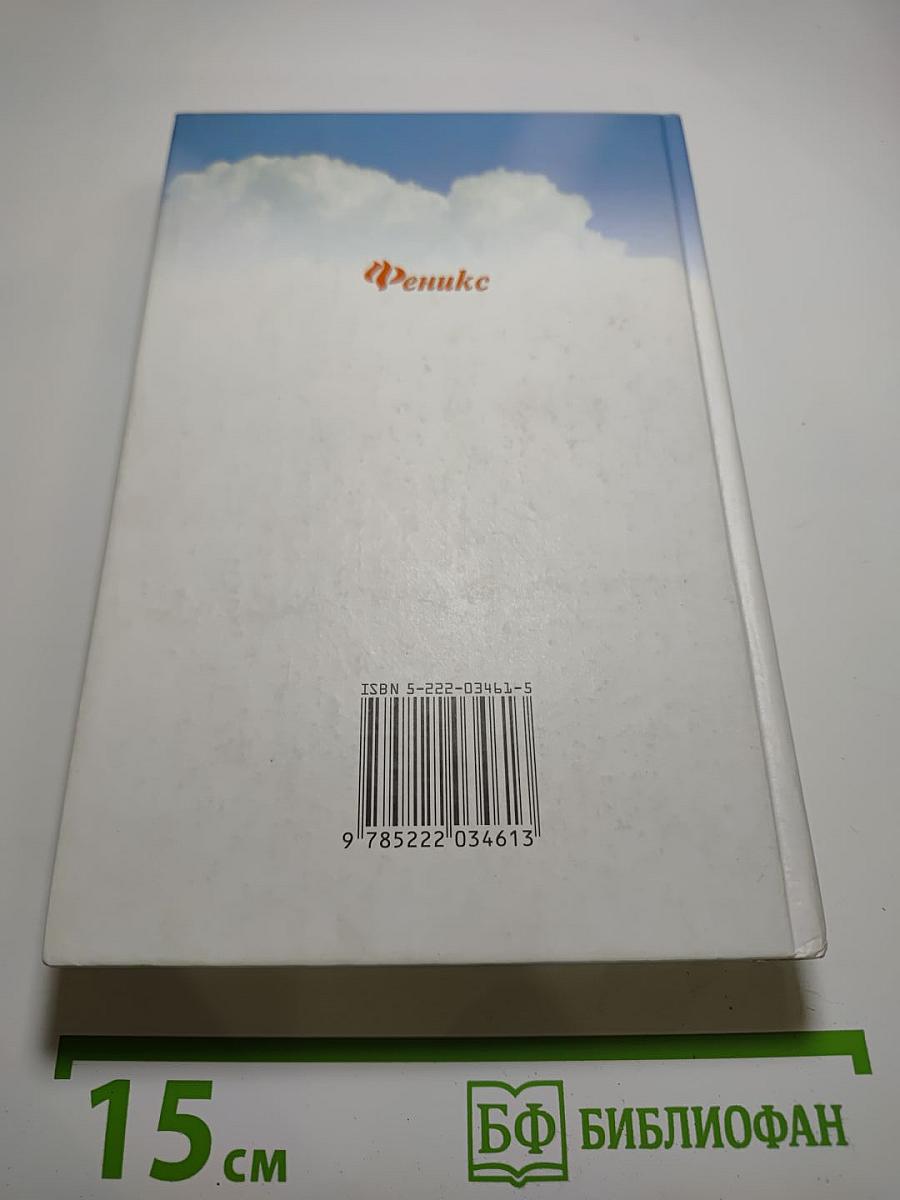 Феникс
ISBN 5-222-03461-5
9 785222 034613
15 см
БФ БИБЛИОФАН